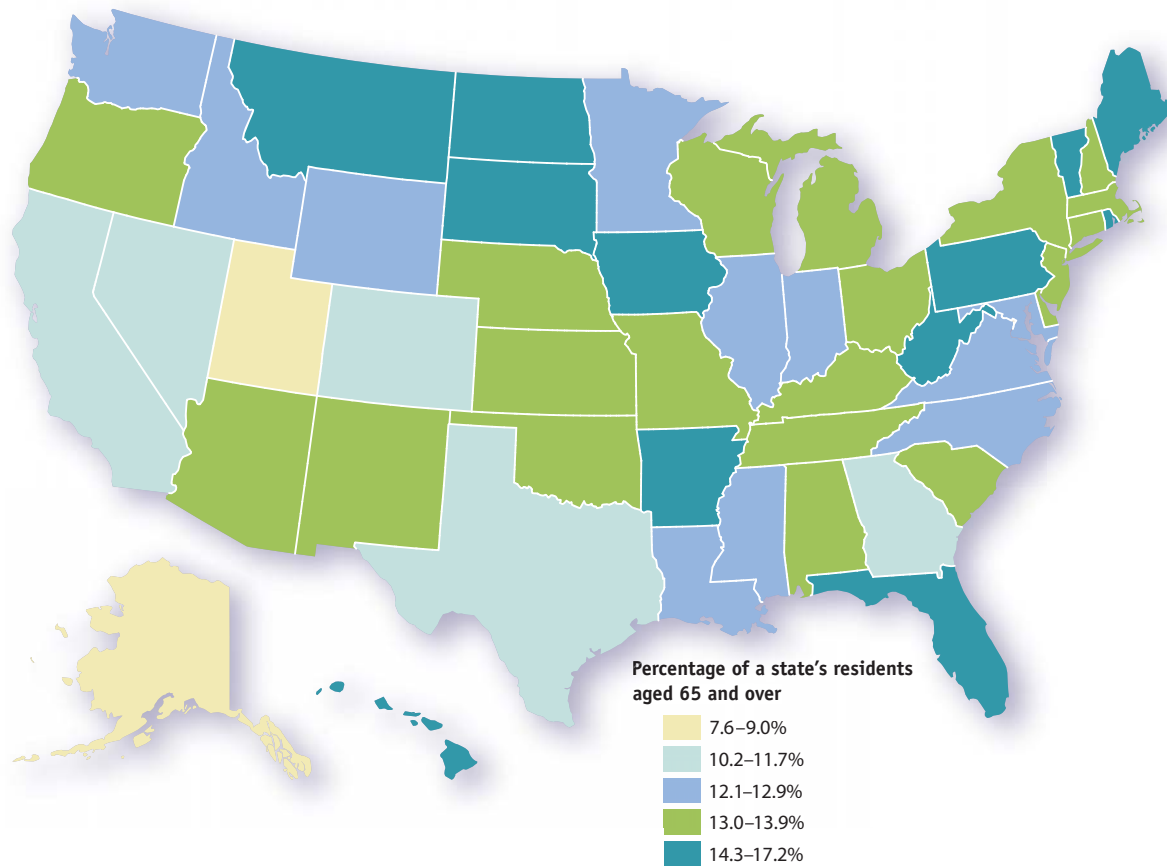 Percentage of a state’s residents
aged 65 and over
7.6–9.0%
10.2–11.7%
12.1–12.9%
13.0–13.9%
14.3–17.2%